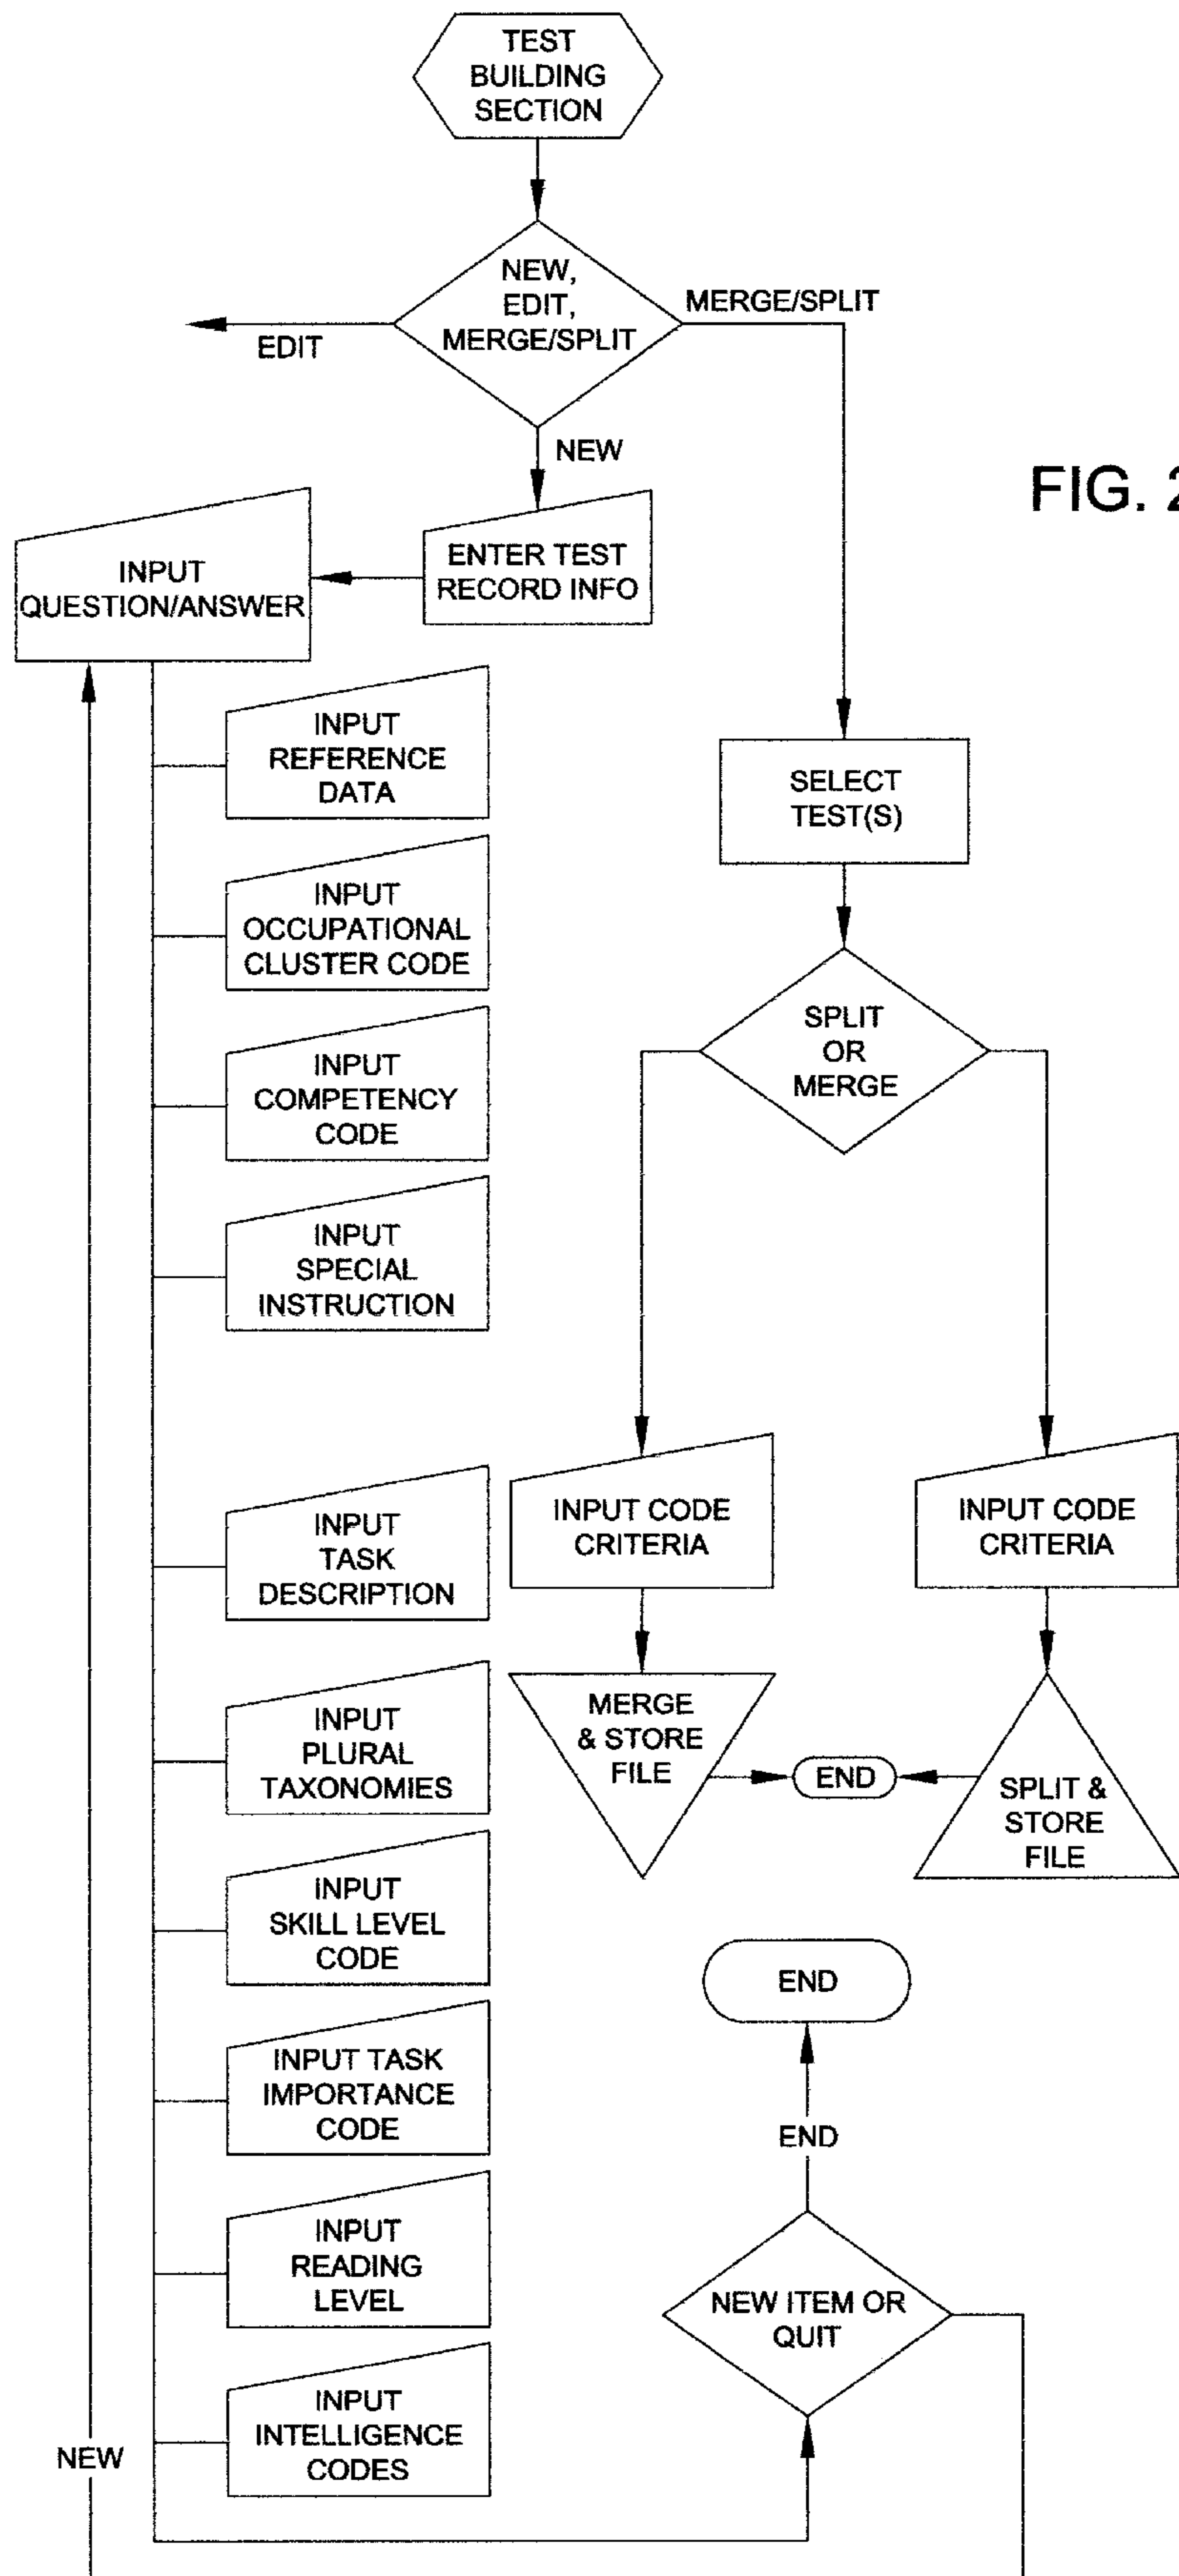 TEST
BUILDING
SECTION
NEW,
EDIT,
MERGE/SPLIT
MERGE/SPLIT
EDIT
NEW
FIG. 2
ENTER TEST
RECORD INFO
INPUT
QUESTION/ANSWER
INPUT
REFERENCE
DATA
SELECT
TEST(S)
INPUT
OCCUPATIONAL
CLUSTER CODE
SPLIT
OR
MERGE
INPUT
COMPETENCY
CODE
INPUT
SPECIAL
INSTRUCTION
INPUT
TASK
DESCRIPTION
INPUT CODE
CRITERIA
INPUT CODE
CRITERIA
INPUT
PLURAL
TAXONOMIES
MERGE
& STORE
FILE
END
SPLIT &
STORE
FILE
INPUT
SKILL LEVEL
CODE
END
INPUT TASK
IMPORTANCE
CODE
END
INPUT
READING
LEVEL
NEW ITEM OR
QUIT
INPUT
INTELLIGENCE
CODES
NEW